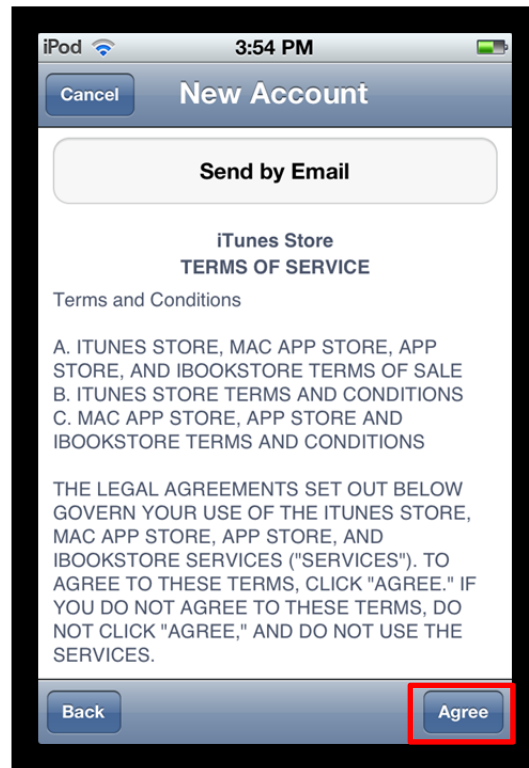 iPod 3:54 PM
Cancel New Account
Send by Email
iTunes Store
TERMS OF SERVICE
Terms and Conditions
A. ITUNES STORE, MAC APP STORE, APP
STORE, AND IBOOKSTORE TERMS OF SALE
B. ITUNES STORE TERMS AND CONDITIONS
C. MAC APP STORE, APP STORE AND
IBOOKSTORE TERMS AND CONDITIONS
THE LEGAL AGREEMENTS SET OUT BELOW
GOVERN YOUR USE OF THE ITUNES STORE,
MAC APP STORE, APP STORE, AND
IBOOKSTORE SERVICES ("SERVICES"). TO
AGREE TO THESE TERMS, CLICK "AGREE." IF
YOU DO NOT AGREE TO THESE TERMS, DO
NOT CLICK "AGREE," AND DO NOT USE THE
SERVICES.
Back Agree